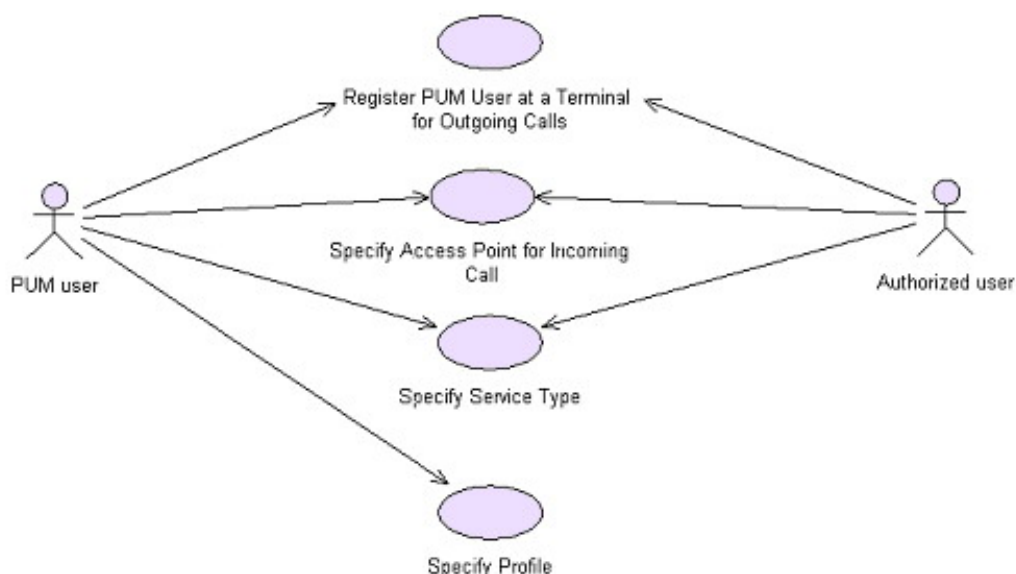 Register PUM User at a Terminal
for Outgoing Calls
Specify Access Point for Incoming
Call
PUM user
Authorized user
Specify Service Type
Specify Profile